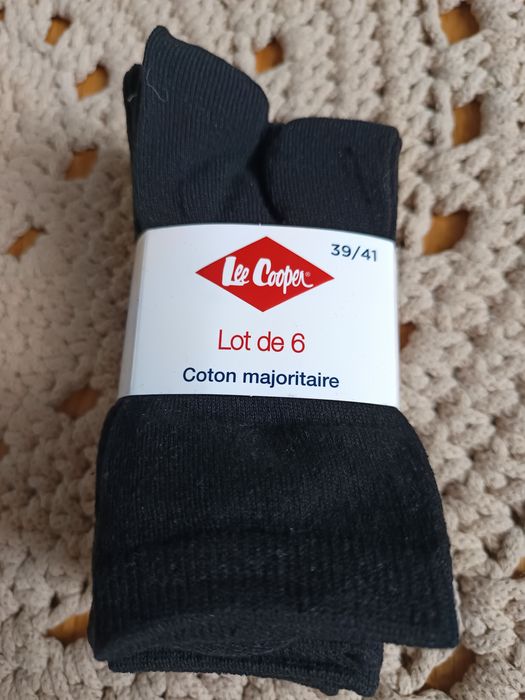 39/41
Lee Cooper®
Lot de 6
Coton majoritaire